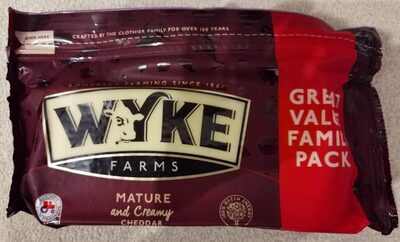 OPEN HERE
CRAFTED BY THE CLOTHIER FAMILY FOR OVER 150 YEARS
FARMING SINCE 1861
WYKE
FARMS
MATURE
and Creamy
CHEDDAR
GREAT
VALUE
FAMILY
PACK